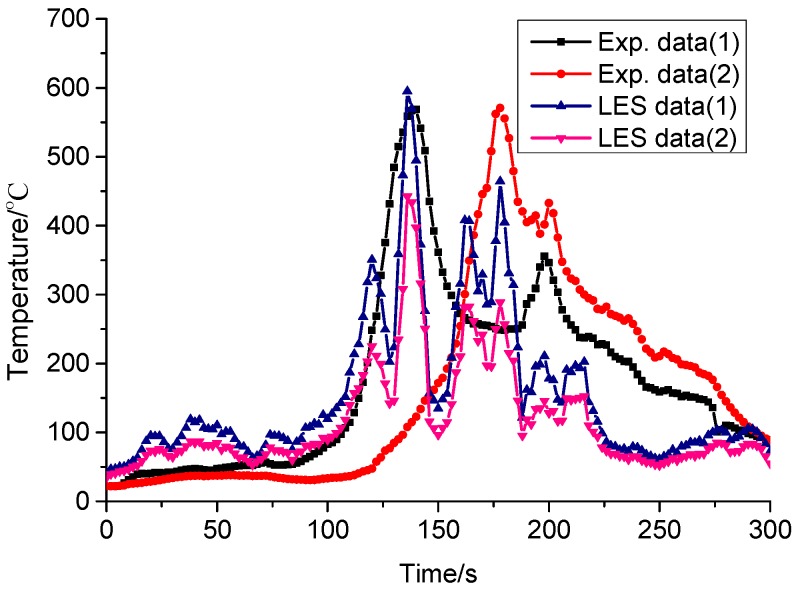 700
600
500
400
300
200
100
0
Temperature/°C
Exp. data(1)
Exp. data(2)
LES data(1)
LES data(2)
0 50 100 150 200 250 300
Time/s